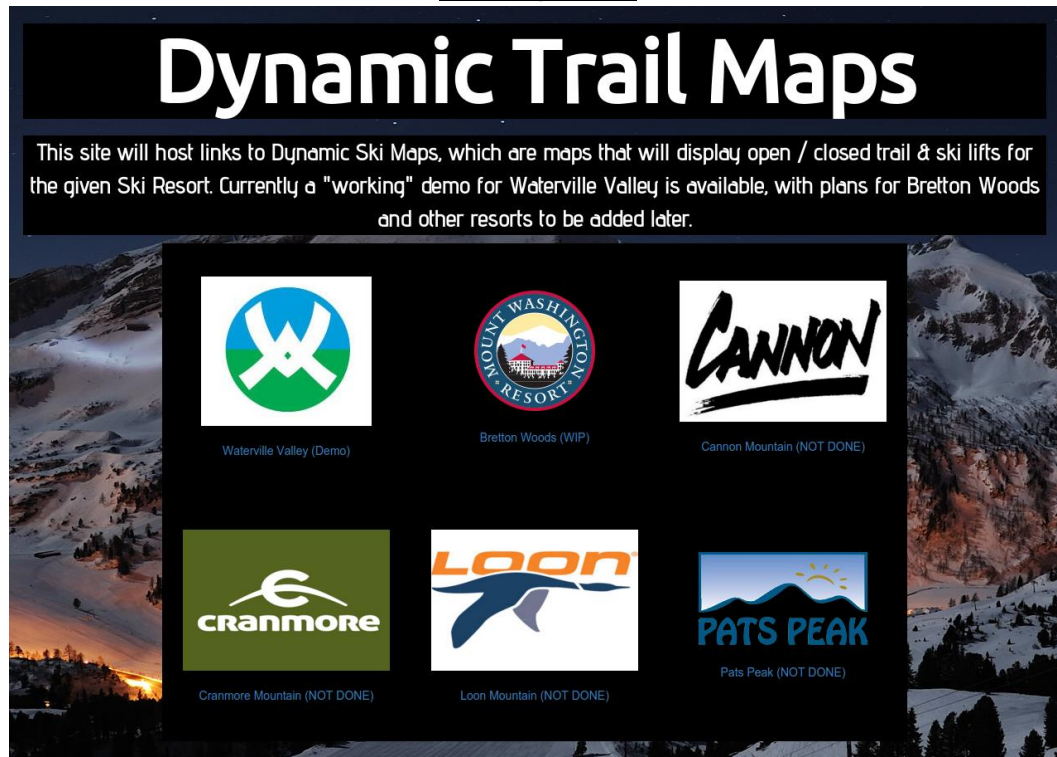 Dynamic Trail Maps
This site will host links to Dynamic Ski Maps, which are maps that will display open / closed trail & ski lifts for
the given Ski Resort. Currently a "working" demo for Waterville Valley is available, with plans for Bretton Woods
and other resorts to be added later.
MOUNT WASHINGTON
RESORT
CANNON
Waterville Valley (Demo)
Bretton Woods (WIP)
Cannon Mountain (NOT DONE)
CRANMORE
LOON
PATS PEAK
Cranmore Mountain (NOT DONE)
Loon Mountain (NOT DONE)
Pats Peak (NOT DONE)